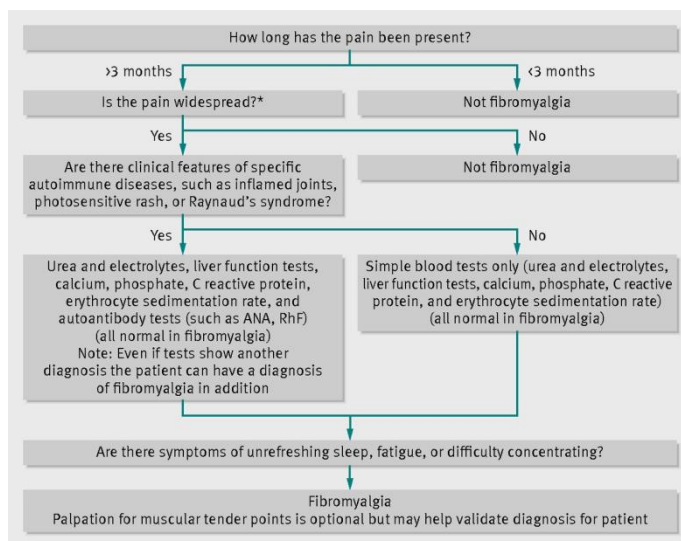 How long has the pain been present?
>3 months
<3 months
Is the pain widespread?*
Not fibromyalgia
Yes
No
Are there clinical features of specific
autoimmune diseases, such as inflamed joints,
photosensitive rash, or Raynaud's syndrome?
Not fibromyalgia
Yes
No
Urea and electrolytes, liver function tests,
calcium, phosphate, C reactive protein,
erythrocyte sedimentation rate, and
autoantibody tests (such as ANA, RhF)
(all normal in fibromyalgia)
Note: Even if tests show another
diagnosis the patient can have a diagnosis
of fibromyalgia in addition
Simple blood tests only (urea and electrolytes,
liver function tests, calcium, phosphate, C reactive
protein, and erythrocyte sedimentation rate)
(all normal in fibromyalgia)
Are there symptoms of unrefreshing sleep, fatigue, or difficulty concentrating?
Fibromyalgia
Palpation for muscular tender points is optional but may help validate diagnosis for patient